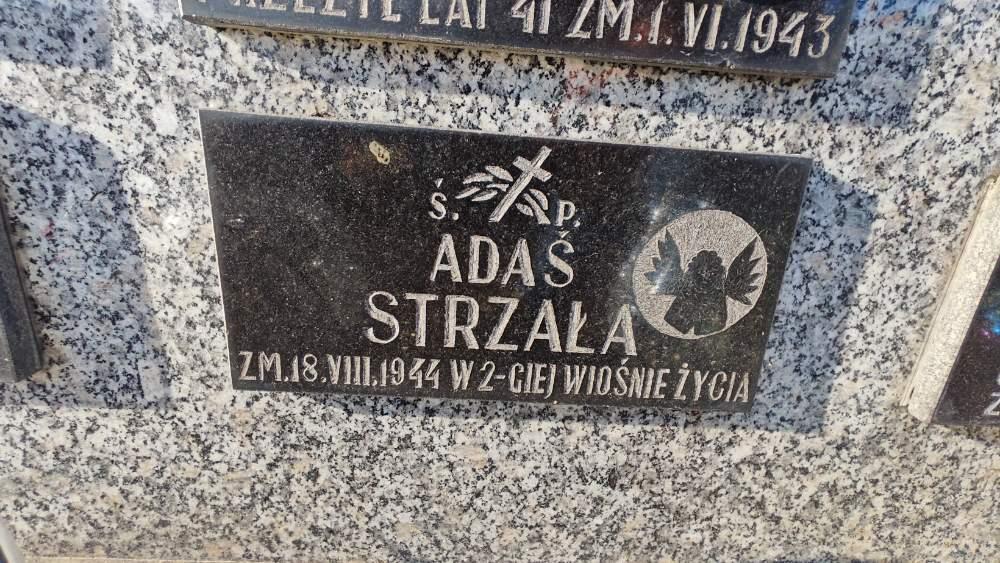 LAT 41 ZM.1.VI.1943
Ś. P.
ADAŚ
STRZAŁA
ZM.18.VIII.1944 W 2-GIEJ WIOŚNIE ŻYCIA